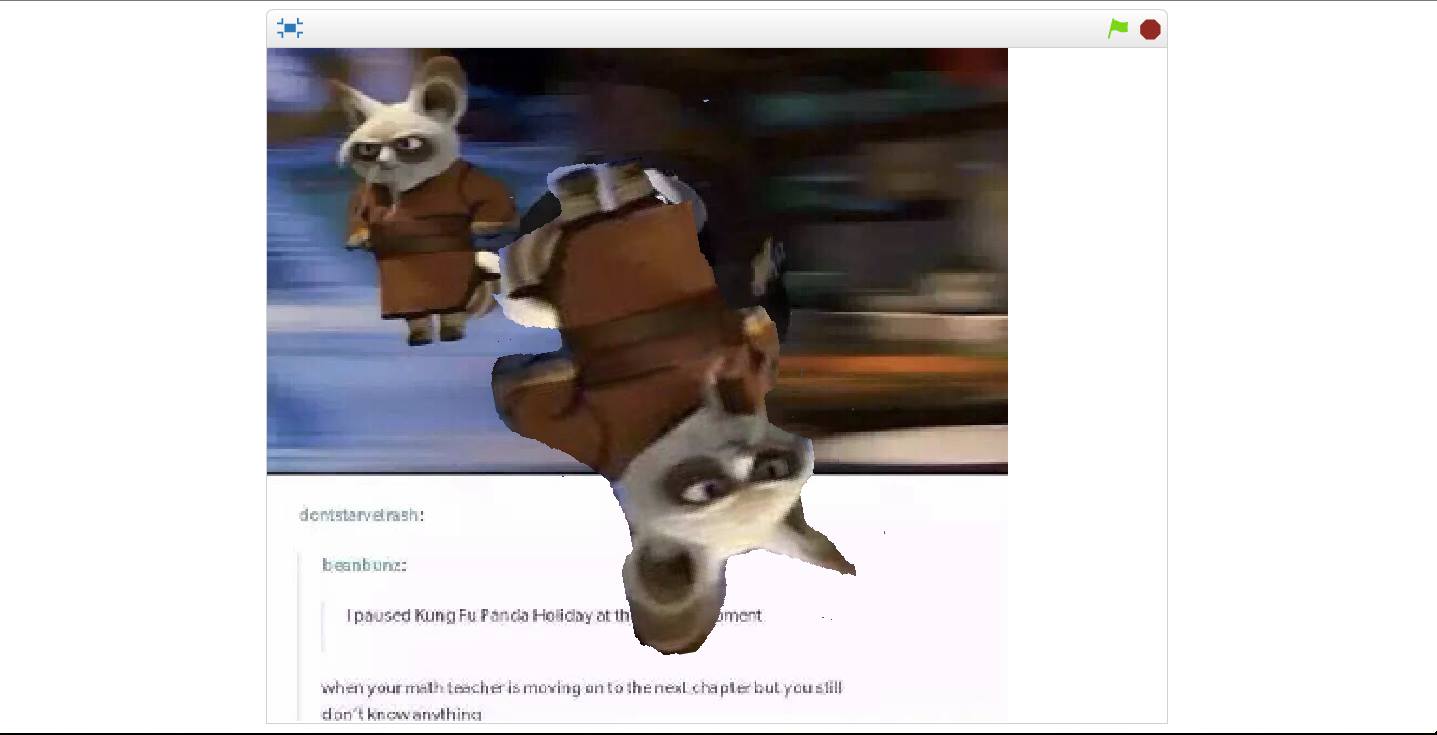 dontstarvetrash:
beanbunz:
I paused Kung Fu Panda Holiday at th oment
when your math teacher is moving on to the next chapter but you still
don't know anything